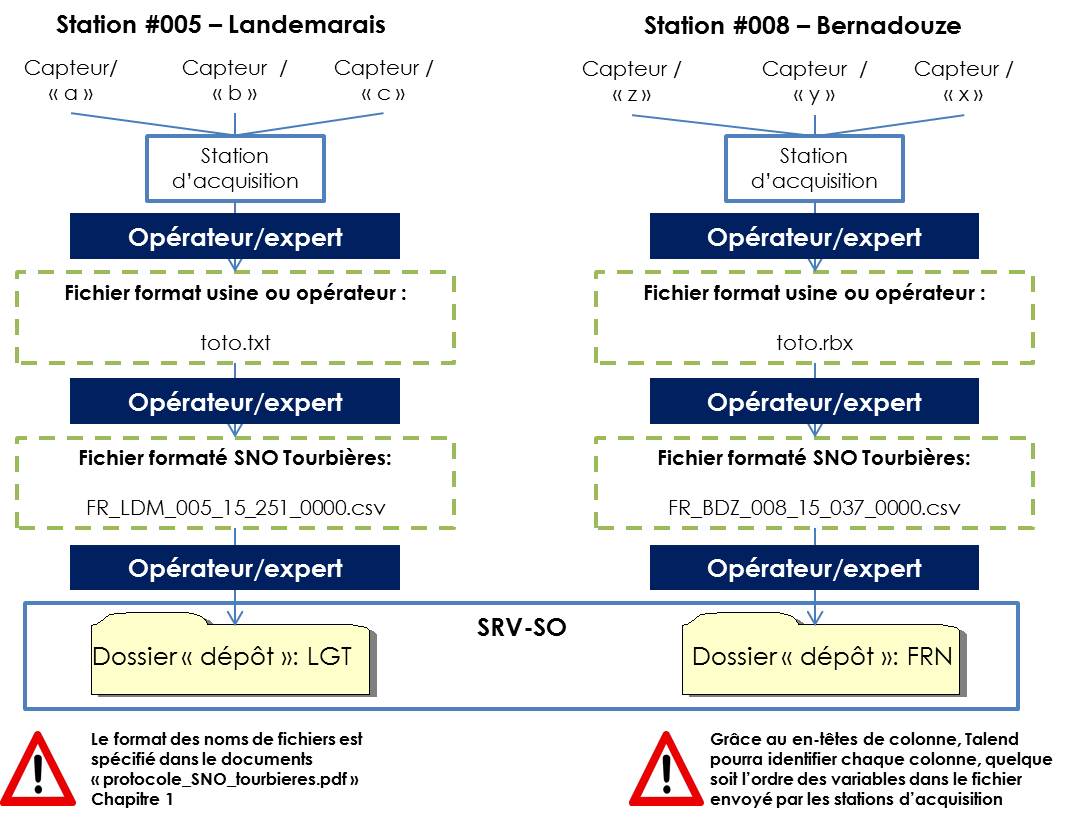 Station #005 – Landemarais
Capteur/
« a »
Capteur /
« b »
Capteur /
« c »
Station
d’acquisition
Opérateur/expert
Fichier format usine ou opérateur :
toto.txt
Opérateur/expert
Fichier formaté SNO Tourbières:
FR_LDM_005_15_251_0000.csv
Opérateur/expert
Station #008 – Bernadouze
Capteur /
« z »
Capteur /
« y »
Capteur /
« x »
Station
d’acquisition
Opérateur/expert
Fichier format usine ou opérateur :
toto.rbx
Opérateur/expert
Fichier formaté SNO Tourbières:
FR_BDZ_008_15_037_0000.csv
Opérateur/expert
SRV-SO
Dossier « dépôt »: LGT
Dossier « dépôt »: FRN
Le format des noms de fichiers est
spécifié dans le documents
« protocole_SNO_tourbieres.pdf »
Chapitre 1
Grâce au en-têtes de colonne, Talend
pourra identifier chaque colonne, quelque
soit l’ordre des variables dans le fichier
envoyé par les stations d’acquisition